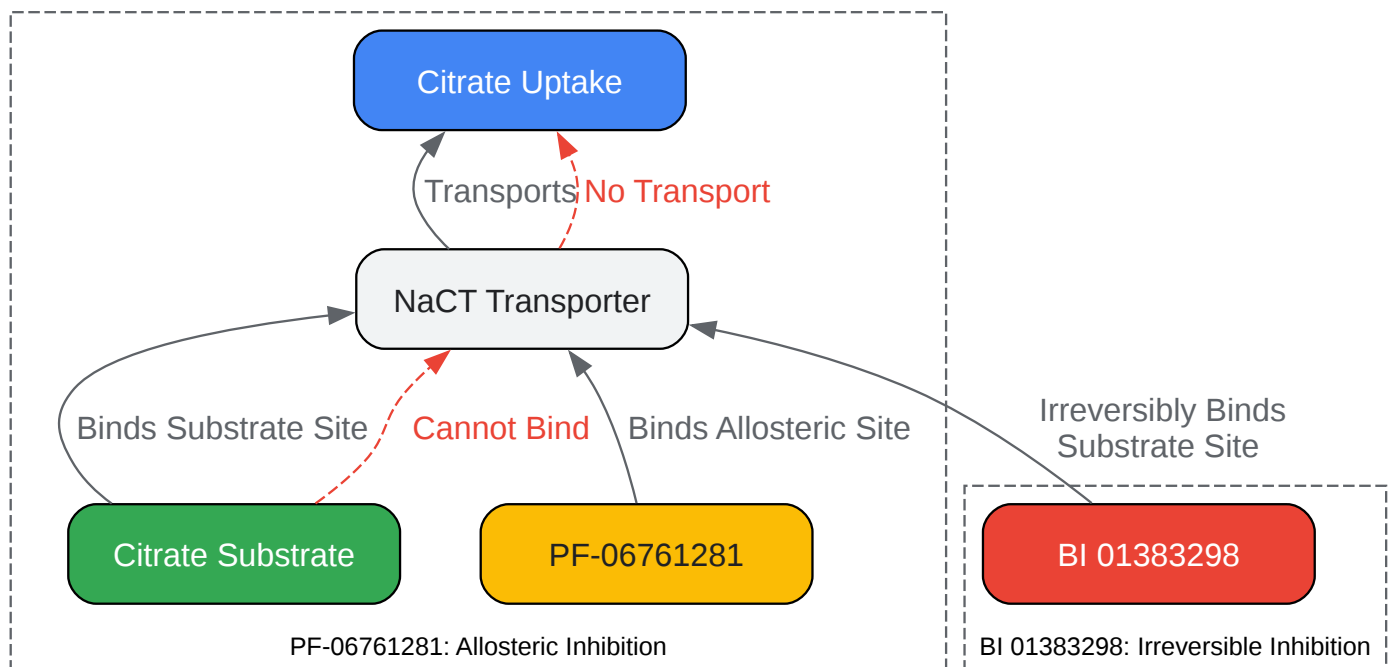 Citrate Uptake
Transports
No Transport
NaCT Transporter
Binds Substrate Site
Cannot Bind
Binds Allosteric Site
Irreversibly Binds
Substrate Site
Citrate Substrate
PF-06761281
BI 01383298
PF-06761281: Allosteric Inhibition
BI 01383298: Irreversible Inhibition